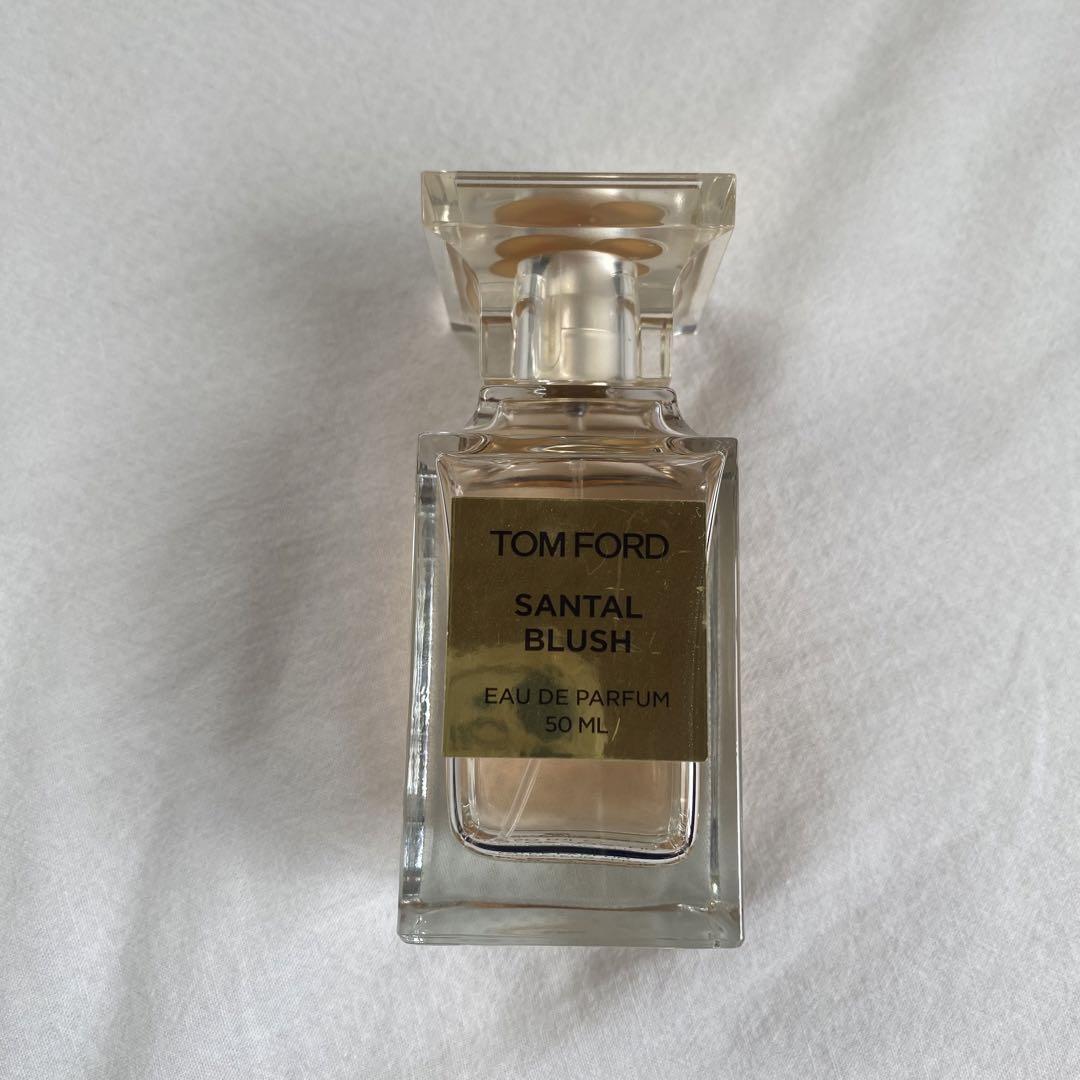 TOM FORD
SANTAL
BLUSH
EAU DE PARFUM
50 ML